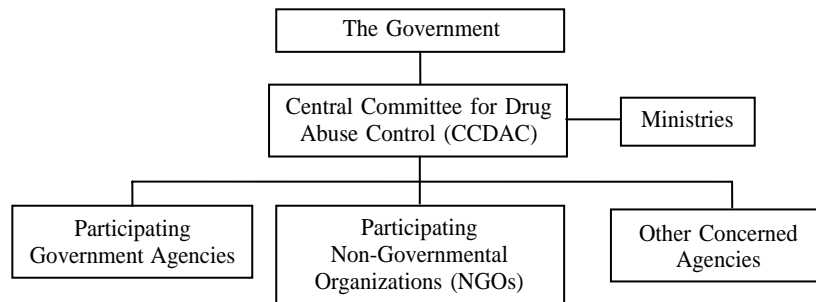 The Government
Central Committee for Drug
Abuse Control (CCDAC)
Ministries
Participating
Government Agencies
Participating
Non-Governmental
Organizations (NGOs)
Other Concerned
Agencies